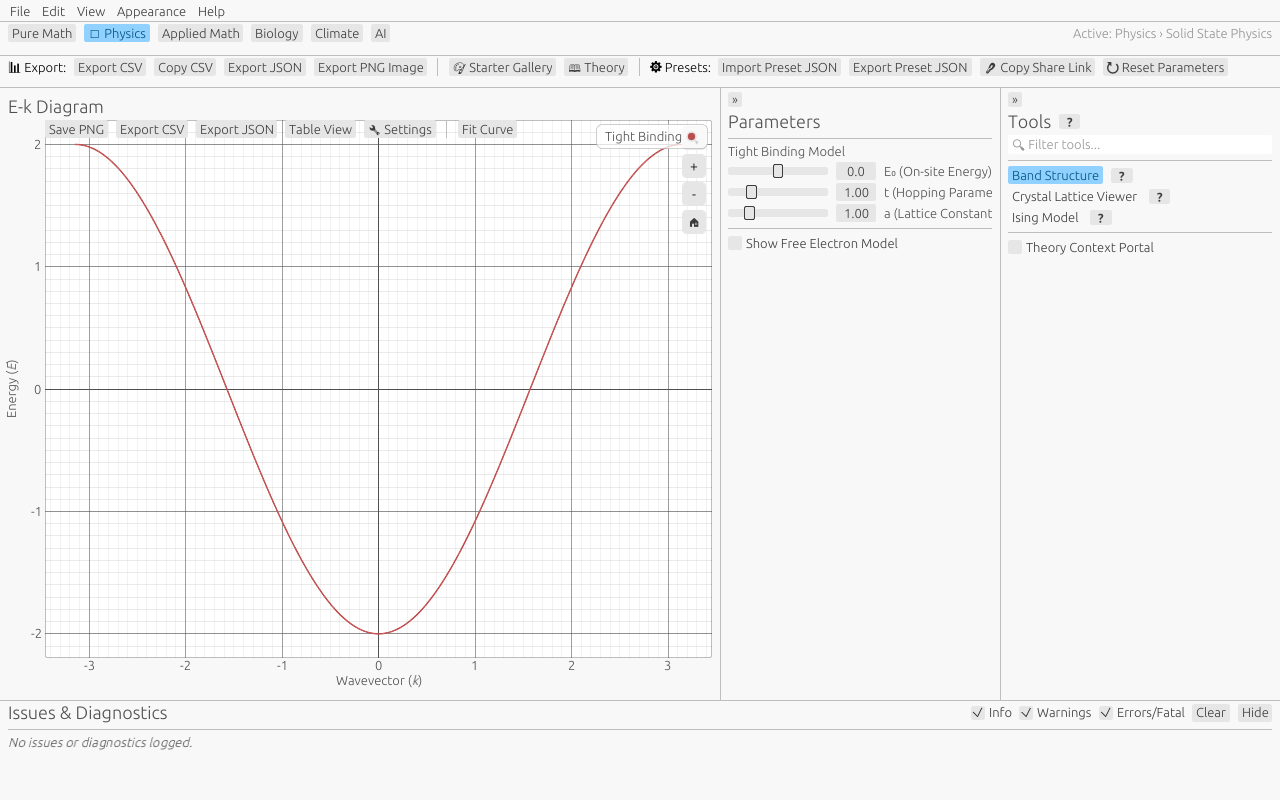 File Edit View Appearance Help
Pure Math Physics Applied Math Biology Climate AI Active: Physics › Solid State Physics
Export: Export CSV Copy CSV Export JSON Export PNG Image Starter Gallery Theory Presets: Import Preset JSON Export Preset JSON Copy Share Link Reset Parameters
E-k Diagram
Save PNG Export CSV Export JSON Table View Settings Fit Curve
Tight Binding
+
-
2
1
0
-1
-2
Energy (E)
-3 -2 -1 0 1 2 3
Wavevector (k)
»
Parameters
Tight Binding Model
0.0 E₀ (On-site Energy)
1.00 t (Hopping Parame
1.00 a (Lattice Constant
Show Free Electron Model
»
Tools ?
Filter tools...
Band Structure ?
Crystal Lattice Viewer ?
Ising Model ?
Theory Context Portal
Issues & Diagnostics Info Warnings Errors/Fatal Clear Hide
No issues or diagnostics logged.